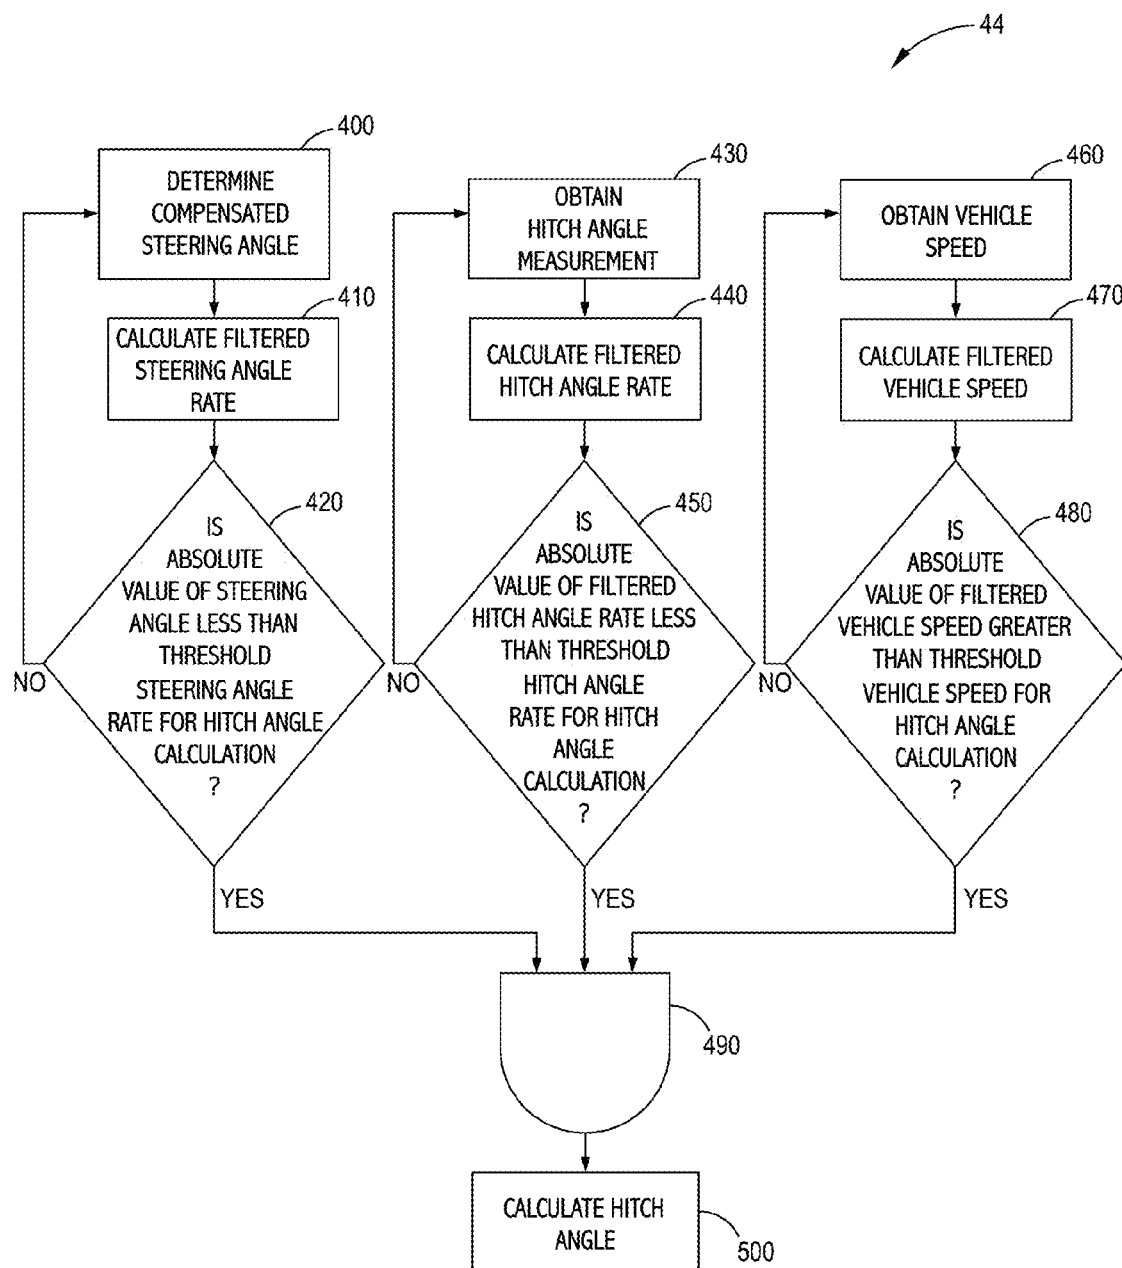 44
400
DETERMINE
COMPENSATED
STEERING ANGLE
410
CALCULATE FILTERED
STEERING ANGLE
RATE
420
IS
ABSOLUTE
VALUE OF STEERING
ANGLE LESS THAN
THRESHOLD
STEERING ANGLE
RATE FOR HITCH ANGLE
CALCULATION
?
NO
YES
430
OBTAIN
HITCH ANGLE
MEASUREMENT
440
CALCULATE FILTERED
HITCH ANGLE RATE
450
IS
ABSOLUTE
VALUE OF FILTERED
HITCH ANGLE RATE LESS
THAN THRESHOLD
HITCH ANGLE
RATE FOR HITCH
ANGLE
CALCULATION
?
NO
YES
460
OBTAIN VEHICLE
SPEED
470
CALCULATE FILTERED
VEHICLE SPEED
480
IS
ABSOLUTE
VALUE OF FILTERED
VEHICLE SPEED GREATER
THAN THRESHOLD
VEHICLE SPEED FOR
HITCH ANGLE
CALCULATION
?
NO
YES
490
CALCULATE HITCH
ANGLE
500